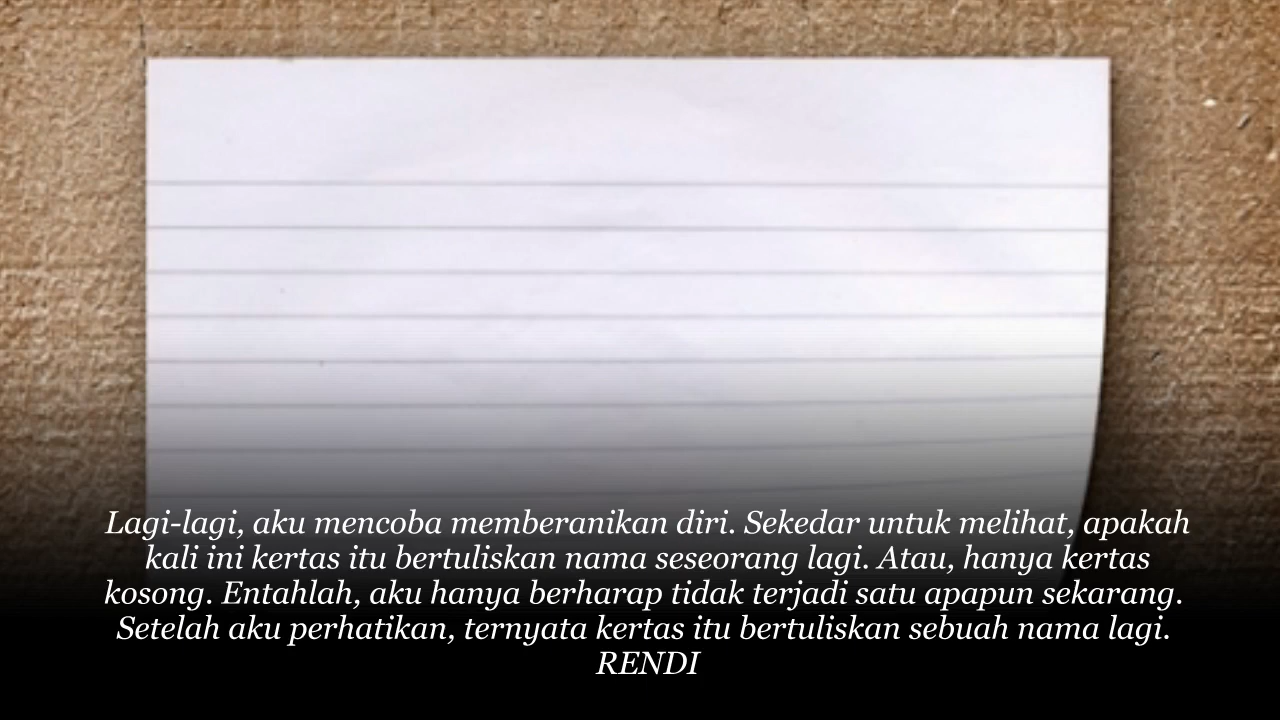 Lagi-lagi, aku mencoba memberanikan diri. Sekedar untuk melihat, apakah
kali ini kertas itu bertuliskan nama seseorang lagi. Atau, hanya kertas
kosong. Entahlah, aku hanya berharap tidak terjadi satu apapun sekarang.
Setelah aku perhatikan, ternyata kertas itu bertuliskan sebuah nama lagi.
RENDI